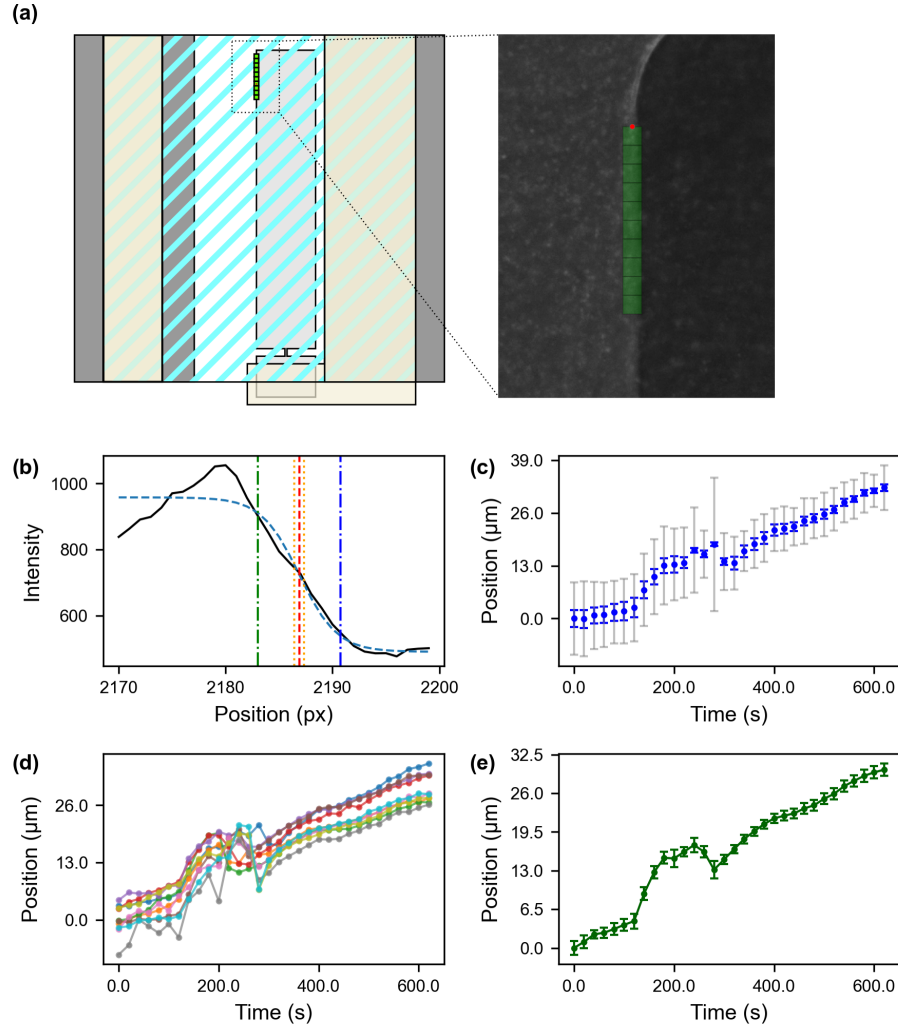 (a)
(b)
1000
800
600
Intensity
2170
2180
2190
2200
Position (px)
(c)
39.0
26.0
13.0
0.0
Position (μm)
0.0
200.0
400.0
600.0
Time (s)
(d)
26.0
13.0
0.0
Position (μm)
0.0
200.0
400.0
600.0
Time (s)
(e)
32.5
26.0
19.5
13.0
6.5
0.0
Position (μm)
0.0
200.0
400.0
600.0
Time (s)